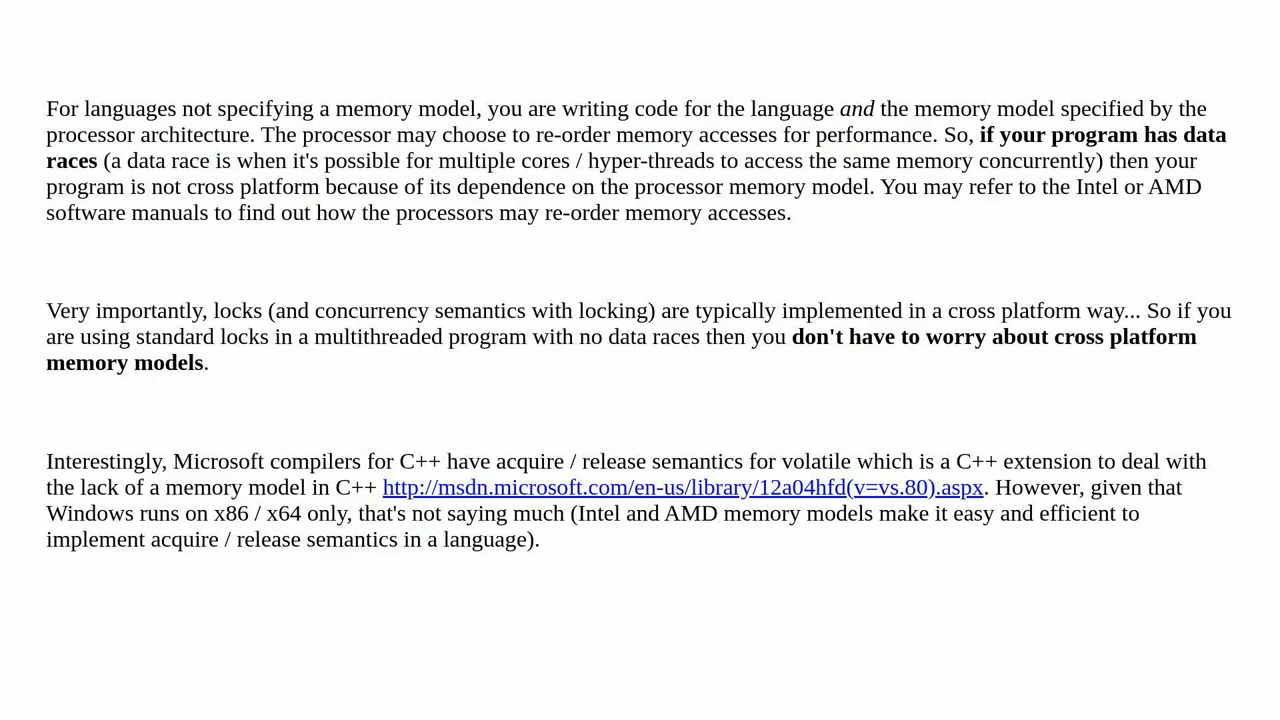 For languages not specifying a memory model, you are writing code for the language and the memory model specified by the
processor architecture. The processor may choose to re-order memory accesses for performance. So, if your program has data
races (a data race is when it's possible for multiple cores / hyper-threads to access the same memory concurrently) then your
program is not cross platform because of its dependence on the processor memory model. You may refer to the Intel or AMD
software manuals to find out how the processors may re-order memory accesses.
Very importantly, locks (and concurrency semantics with locking) are typically implemented in a cross platform way... So if you
are using standard locks in a multithreaded program with no data races then you don't have to worry about cross platform
memory models.
Interestingly, Microsoft compilers for C++ have acquire / release semantics for volatile which is a C++ extension to deal with
the lack of a memory model in C++ http://msdn.microsoft.com/en-us/library/12a04hfd(v=vs.80).aspx. However, given that
Windows runs on x86 / x64 only, that's not saying much (Intel and AMD memory models make it easy and efficient to
implement acquire / release semantics in a language).